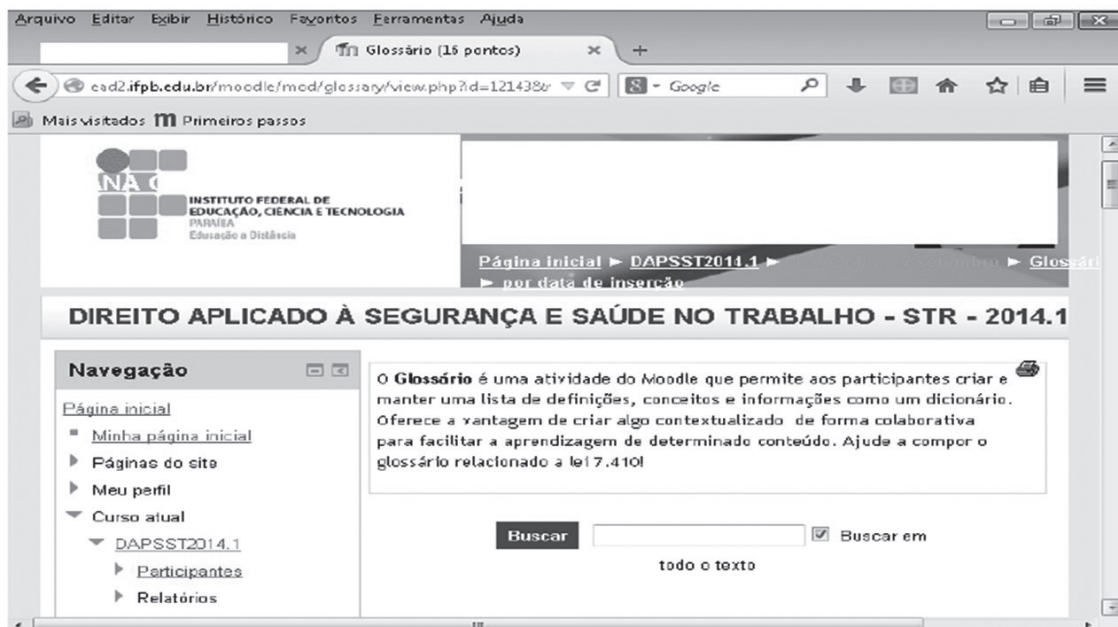 Arquivo Editar Exibir Histórico Favoritos Ferramentas Ajuda
Glossário (16 pontos)
ead2.ifpb.edu.br/moodle/mod/glossary/view.php?id=12143
Google
Mais visitados Primeiros passos
INSTITUTO FEDERAL DE
EDUCAÇÃO, CIÊNCIA E TECNOLOGIA
PARAÍBA
Educação a Distância
Página inicial ► DAPSST2014.1 ► ► Glossári
► por data de inserção
DIREITO APLICADO À SEGURANÇA E SAÚDE NO TRABALHO - STR - 2014.1
Navegação
Página inicial
Minha página inicial
Páginas do site
Meu perfil
Curso atual
DAPSST2014.1
Participantes
Relatórios
O Glossário é uma atividade do Moodle que permite aos participantes criar e
manter uma lista de definições, conceitos e informações como um dicionário.
Oferece a vantagem de criar algo contextualizado de forma colaborativa
para facilitar a aprendizagem de determinado conteúdo. Ajude a compor o
glossário relacionado a lei 7.410!
Buscar
Buscar em
todo o texto